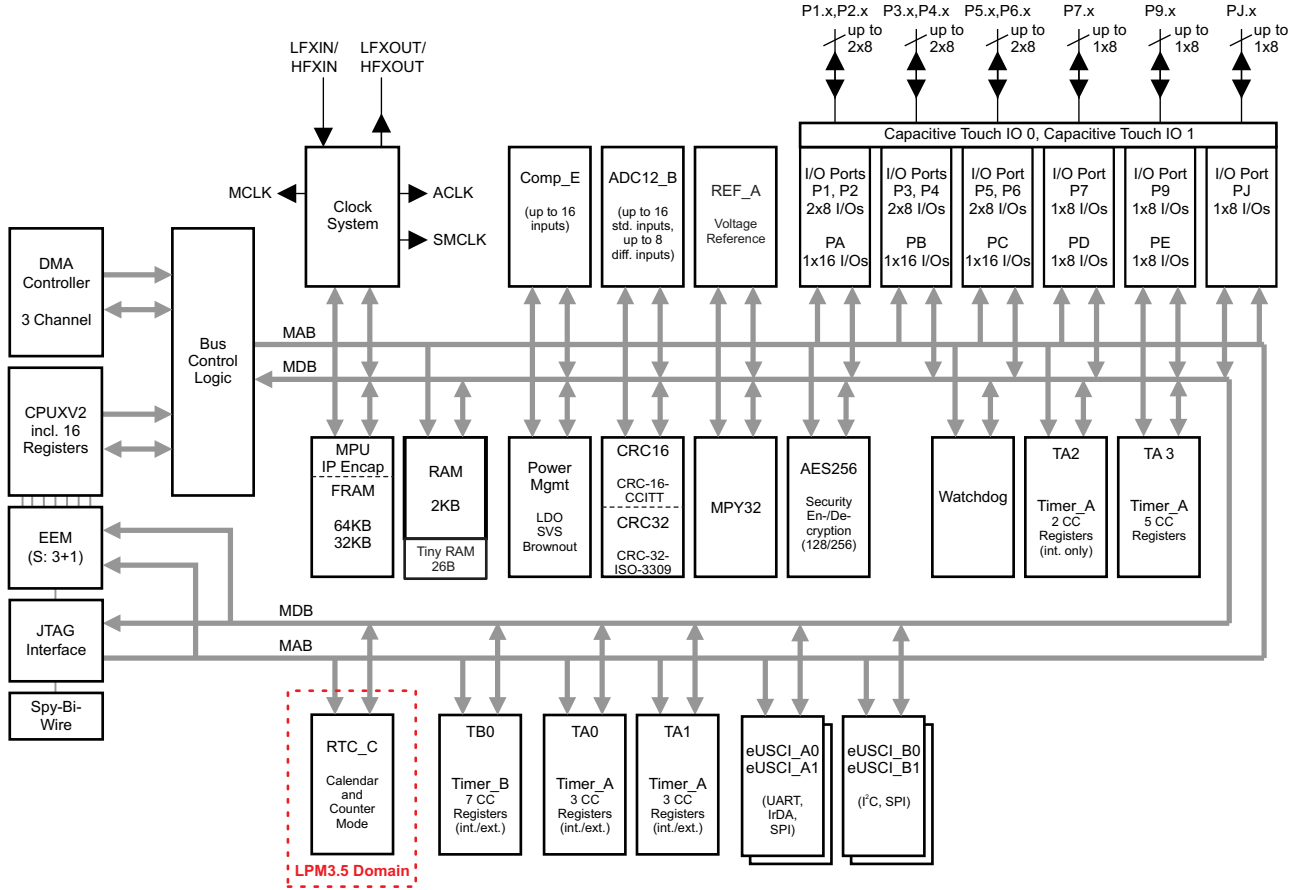 P1.x,P2.x
P3.x,P4.x
P5.x,P6.x
P7.x
P9.x
PJ.x
up to
2x8
up to
2x8
up to
2x8
up to
1x8
up to
1x8
up to
1x8
LFXIN/
HFXIN
LFXOUT/
HFXOUT
Capacitive Touch IO 0, Capacitive Touch IO 1
MCLK
Clock
System
ACLK
SMCLK
Comp_E
(up to 16
inputs)
ADC12_B
(up to 16
std. inputs,
up to 8
diff. inputs)
REF_A
Voltage
Reference
I/O Ports
P1, P2
2x8 I/Os
PA
1x16 I/Os
I/O Ports
P3, P4
2x8 I/Os
PB
1x16 I/Os
I/O Port
P5, P6
2x8 I/Os
PC
1x16 I/Os
I/O Port
P7
1x8 I/Os
PD
1x8 I/Os
I/O Port
P9
1x8 I/Os
PE
1x8 I/Os
I/O Port
PJ
1x8 I/Os
DMA
Controller
3 Channel
Bus
Control
Logic
MAB
MDB
CPUXV2
incl. 16
Registers
MPU
IP Encap
FRAM
64KB
32KB
RAM
2KB
Tiny RAM
26B
Power
Mgmt
LDO
SVS
Brownout
CRC16
CRC-16-
CCITT
CRC32
CRC-32-
ISO-3309
MPY32
AES256
Security
En-/De-
cryption
(128/256)
Watchdog
TA2
Timer_A
2 CC
Registers
(int. only)
TA 3
Timer_A
5 CC
Registers
EEM
(S: 3+1)
JTAG
Interface
MDB
MAB
Spy-Bi-
Wire
RTC_C
Calendar
and
Counter
Mode
LPM3.5 Domain
TB0
Timer_B
7 CC
Registers
(int./ext.)
TA0
Timer_A
3 CC
Registers
(int./ext.)
TA1
Timer_A
3 CC
Registers
(int./ext.)
eUSCI_A0
eUSCI_A1
(UART,
IrDA,
SPI)
eUSCI_B0
eUSCI_B1
(I²C, SPI)